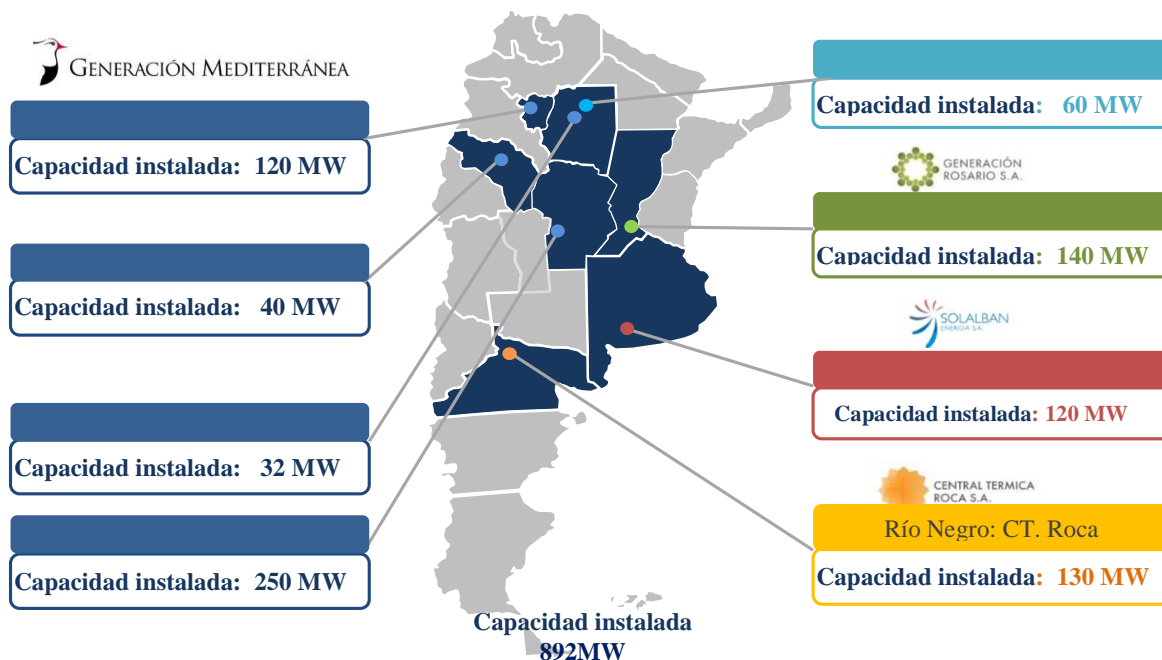 GENERACIÓN MEDITERRÁNEA
Capacidad instalada: 120 MW
Capacidad instalada: 40 MW
Capacidad instalada: 32 MW
Capacidad instalada: 250 MW
Capacidad instalada: 60 MW
GENERACIÓN
ROSARIO S.A.
Capacidad instalada: 140 MW
SOLALBAN
ENERGÍA S.A.
Capacidad instalada: 120 MW
CENTRAL TERMICA
ROCA S.A.
Río Negro: CT. Roca
Capacidad instalada: 130 MW
Capacidad instalada
892MW